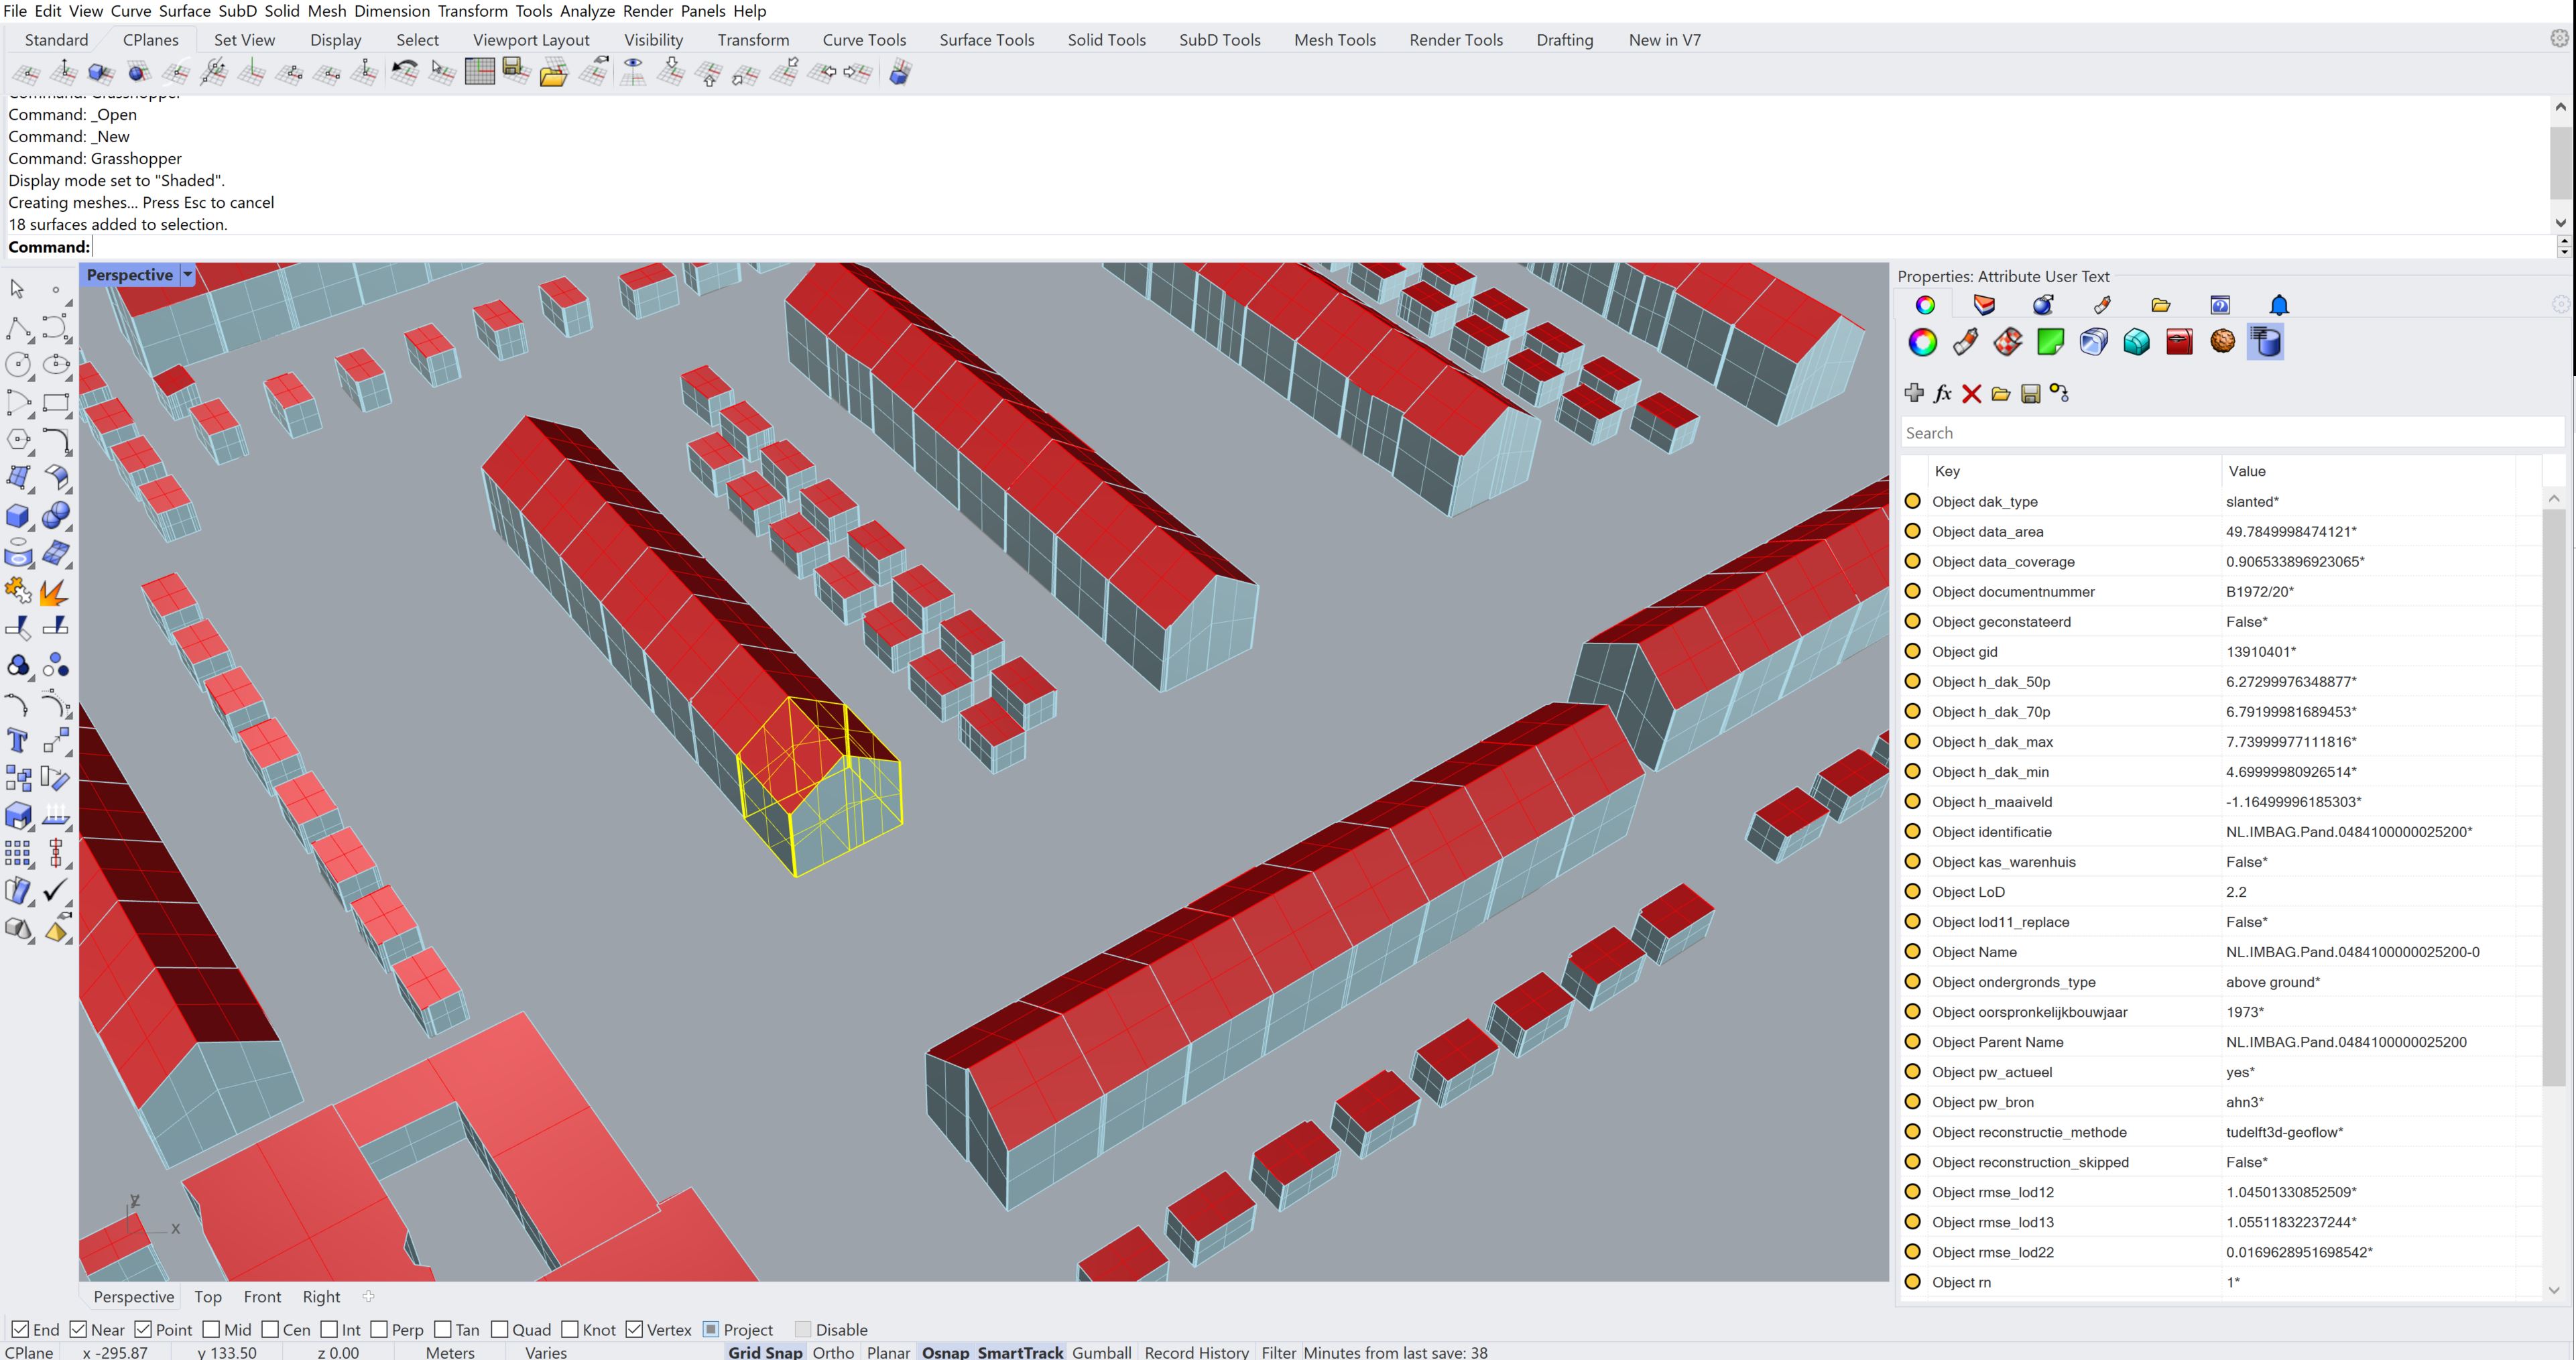 File Edit View Curve Surface SubD Solid Mesh Dimension Transform Tools Analyze Render Panels Help
Standard CPlanes Set View Display Select Viewport Layout Visibility Transform Curve Tools Surface Tools Solid Tools SubD Tools Mesh Tools Render Tools Drafting New in V7
Command: Grasshopper
Command: _Open
Command: _New
Command: Grasshopper
Display mode set to "Shaded".
Creating meshes... Press Esc to cancel
18 surfaces added to selection.
Command:
Perspective
Properties: Attribute User Text
fx
Search
Key Value
Object dak_type slanted*
Object data_area 49.7849998474121*
Object data_coverage 0.906533896923065*
Object documentnummer B1972/20*
Object geconstateerd False*
Object gid 13910401*
Object h_dak_50p 6.27299976348877*
Object h_dak_70p 6.79199981689453*
Object h_dak_max 7.73999977111816*
Object h_dak_min 4.69999980926514*
Object h_maaiveld -1.16499996185303*
Object identificatie NL.IMBAG.Pand.0484100000025200*
Object kas_warenhuis False*
Object LoD 2.2
Object lod11_replace False*
Object Name NL.IMBAG.Pand.0484100000025200-0
Object ondergronds_type above ground*
Object oorspronkelijkbouwjaar 1973*
Object Parent Name NL.IMBAG.Pand.0484100000025200
Object pw_actueel yes*
Object pw_bron ahn3*
Object reconstructie_methode tudelft3d-geoflow*
Object reconstruction_skipped False*
Object rmse_lod12 1.04501330852509*
Object rmse_lod13 1.05511832237244*
Object rmse_lod22 0.0169628951698542*
Object rn 1*
z
x
Perspective Top Front Right
End Near Point Mid Cen Int Perp Tan Quad Knot Vertex Project Disable
CPlane x -295.87 y 133.50 z 0.00 Meters Varies Grid Snap Ortho Planar Osnap SmartTrack Gumball Record History Filter Minutes from last save: 38